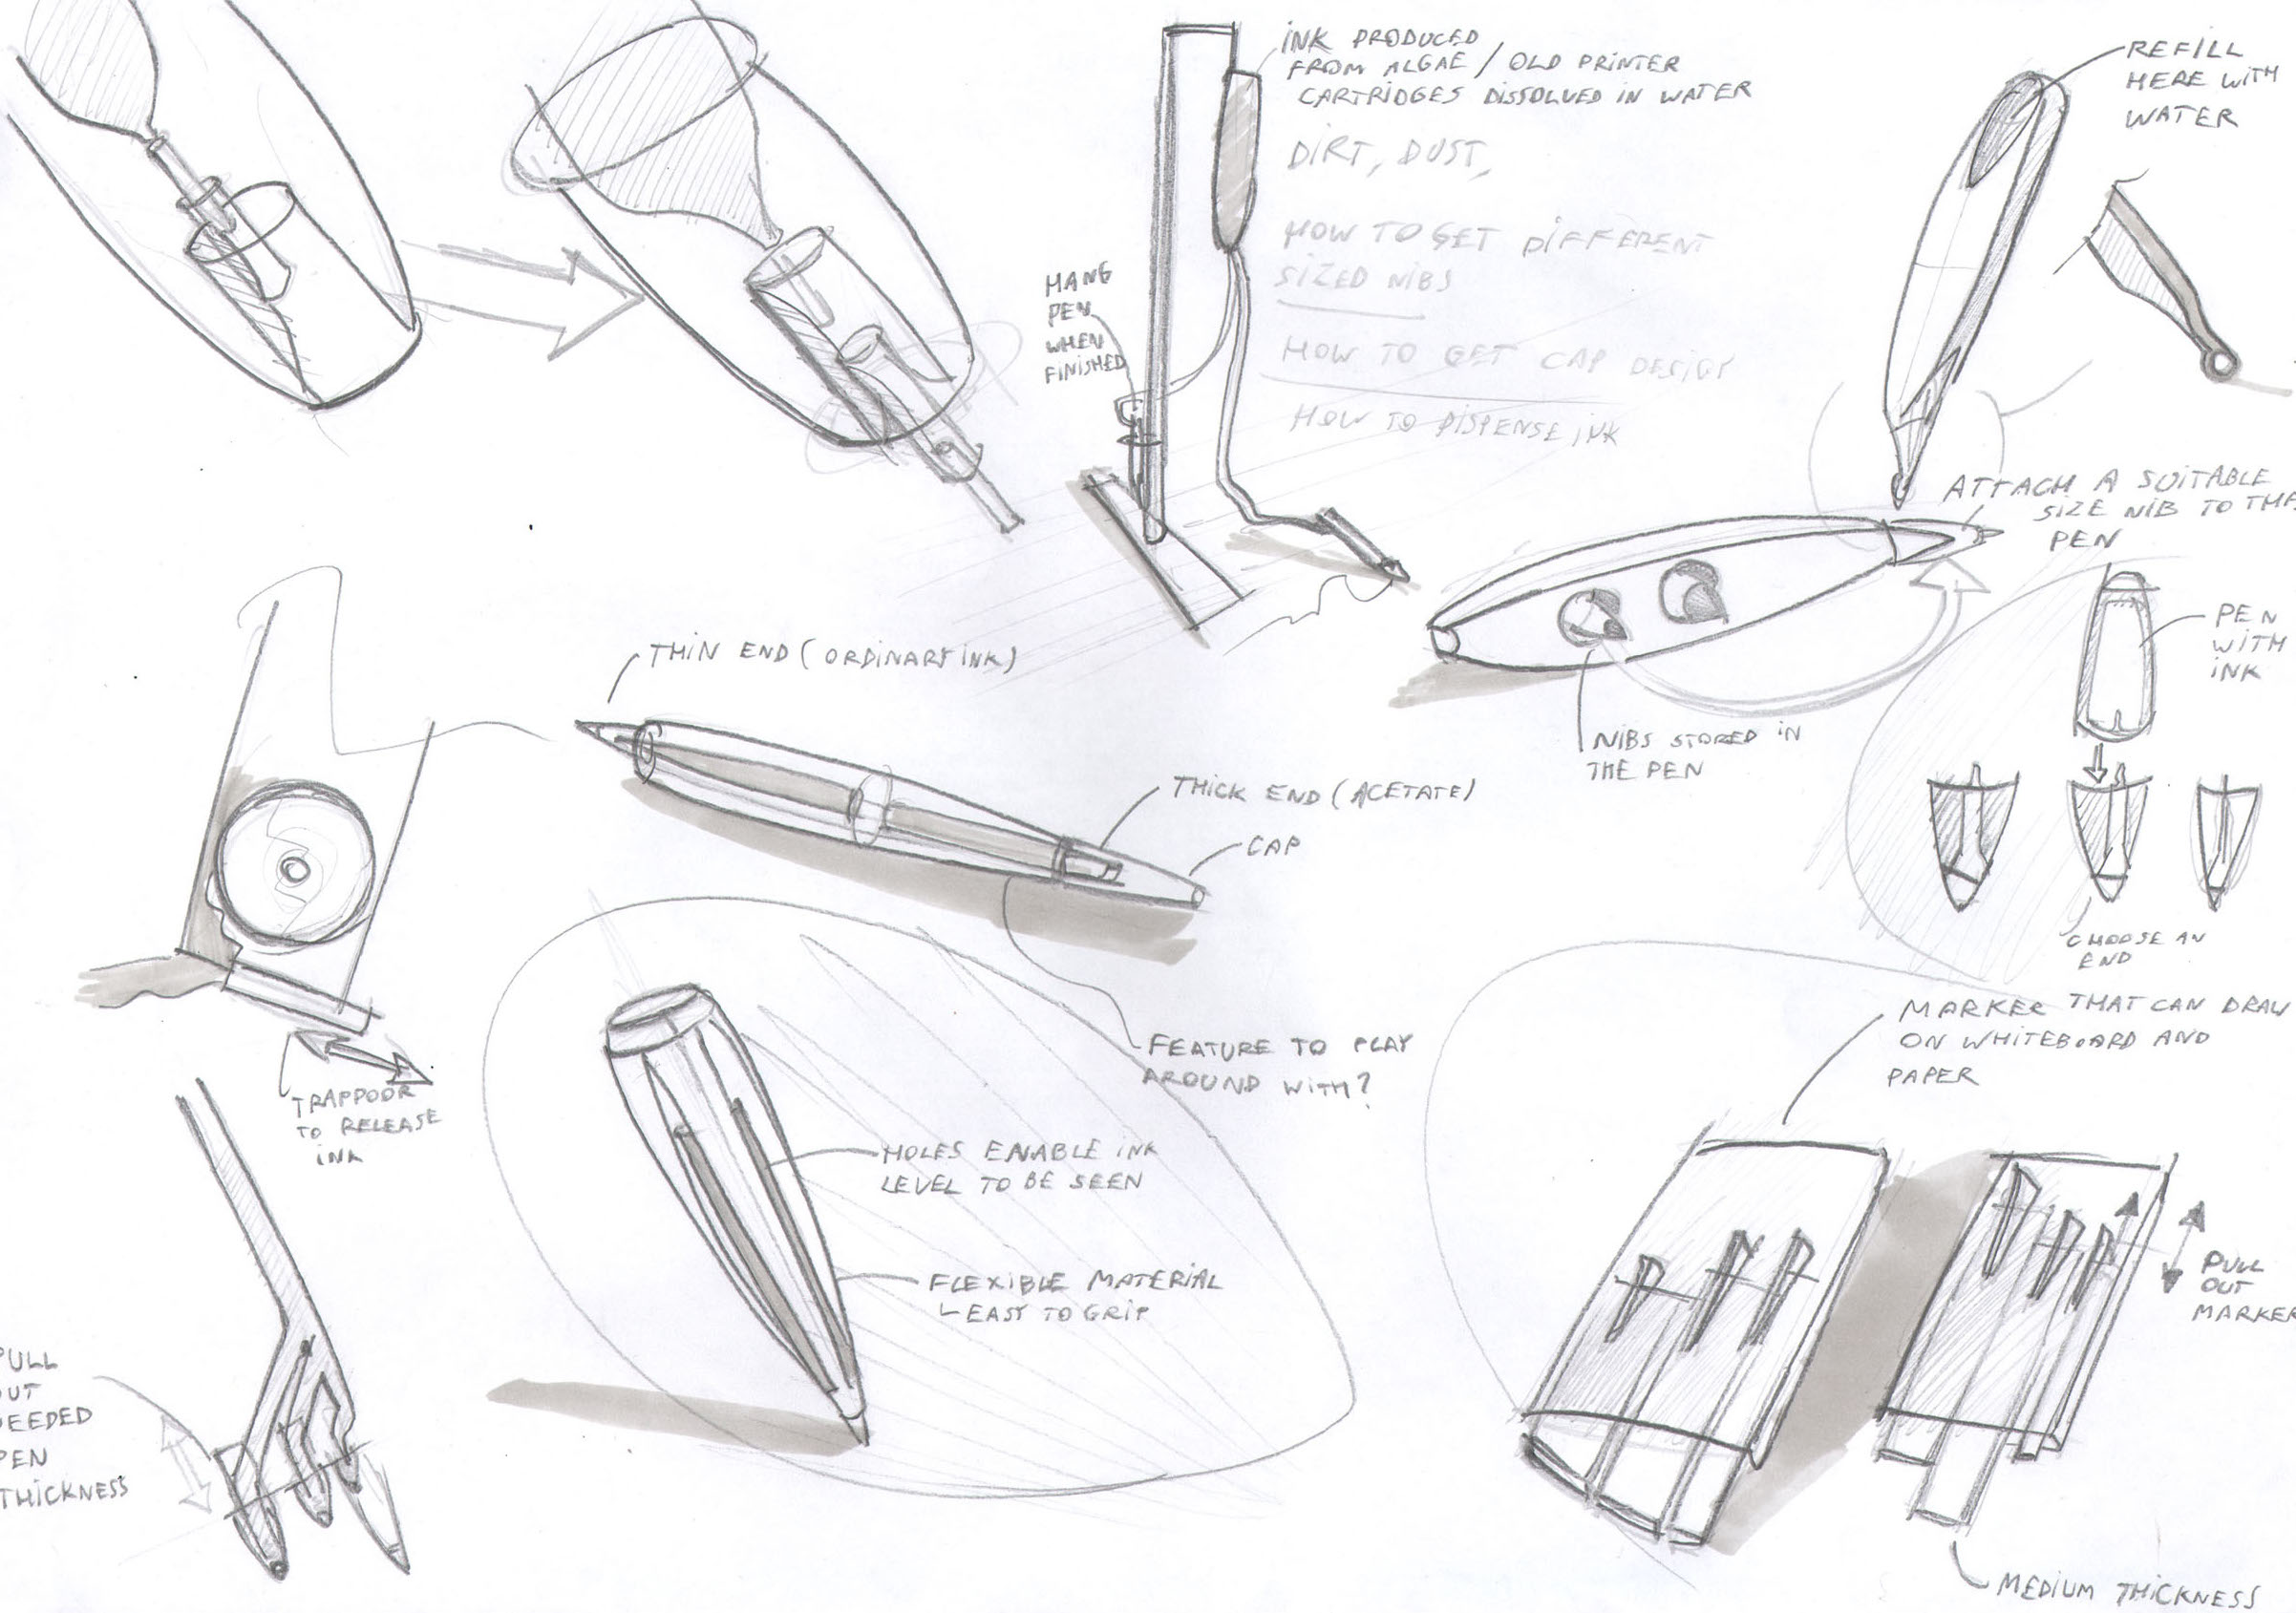 INK PRODUCED
FROM ALGAE / OLD PRINTER
CARTRIDGES DISSOLVED IN WATER
DIRT, DUST,
HOW TO GET DIFFERENT
SIZED NIBS
HOW TO GET CAP DESIGN
HOW TO DISPENSE INK
HANG
PEN
WHEN
FINISHED
REFILL
HERE WITH
WATER
ATTACH A SUITABLE
SIZE NIB TO THE
PEN
NIBS STORED IN
THE PEN
PEN
WITH
INK
CHOOSE AN
END
THIN END (ORDINARY INK)
THICK END (ACETATE)
CAP
FEATURE TO PLAY
AROUND WITH?
TRAPDOOR
TO RELEASE
INK
HOLES ENABLE INK
LEVEL TO BE SEEN
FLEXIBLE MATERIAL
EASY TO GRIP
MARKER THAT CAN DRAW
ON WHITEBOARD AND
PAPER
PULL
OUT
MARKER
MEDIUM THICKNESS
PULL
OUT
NEEDED
PEN
THICKNESS